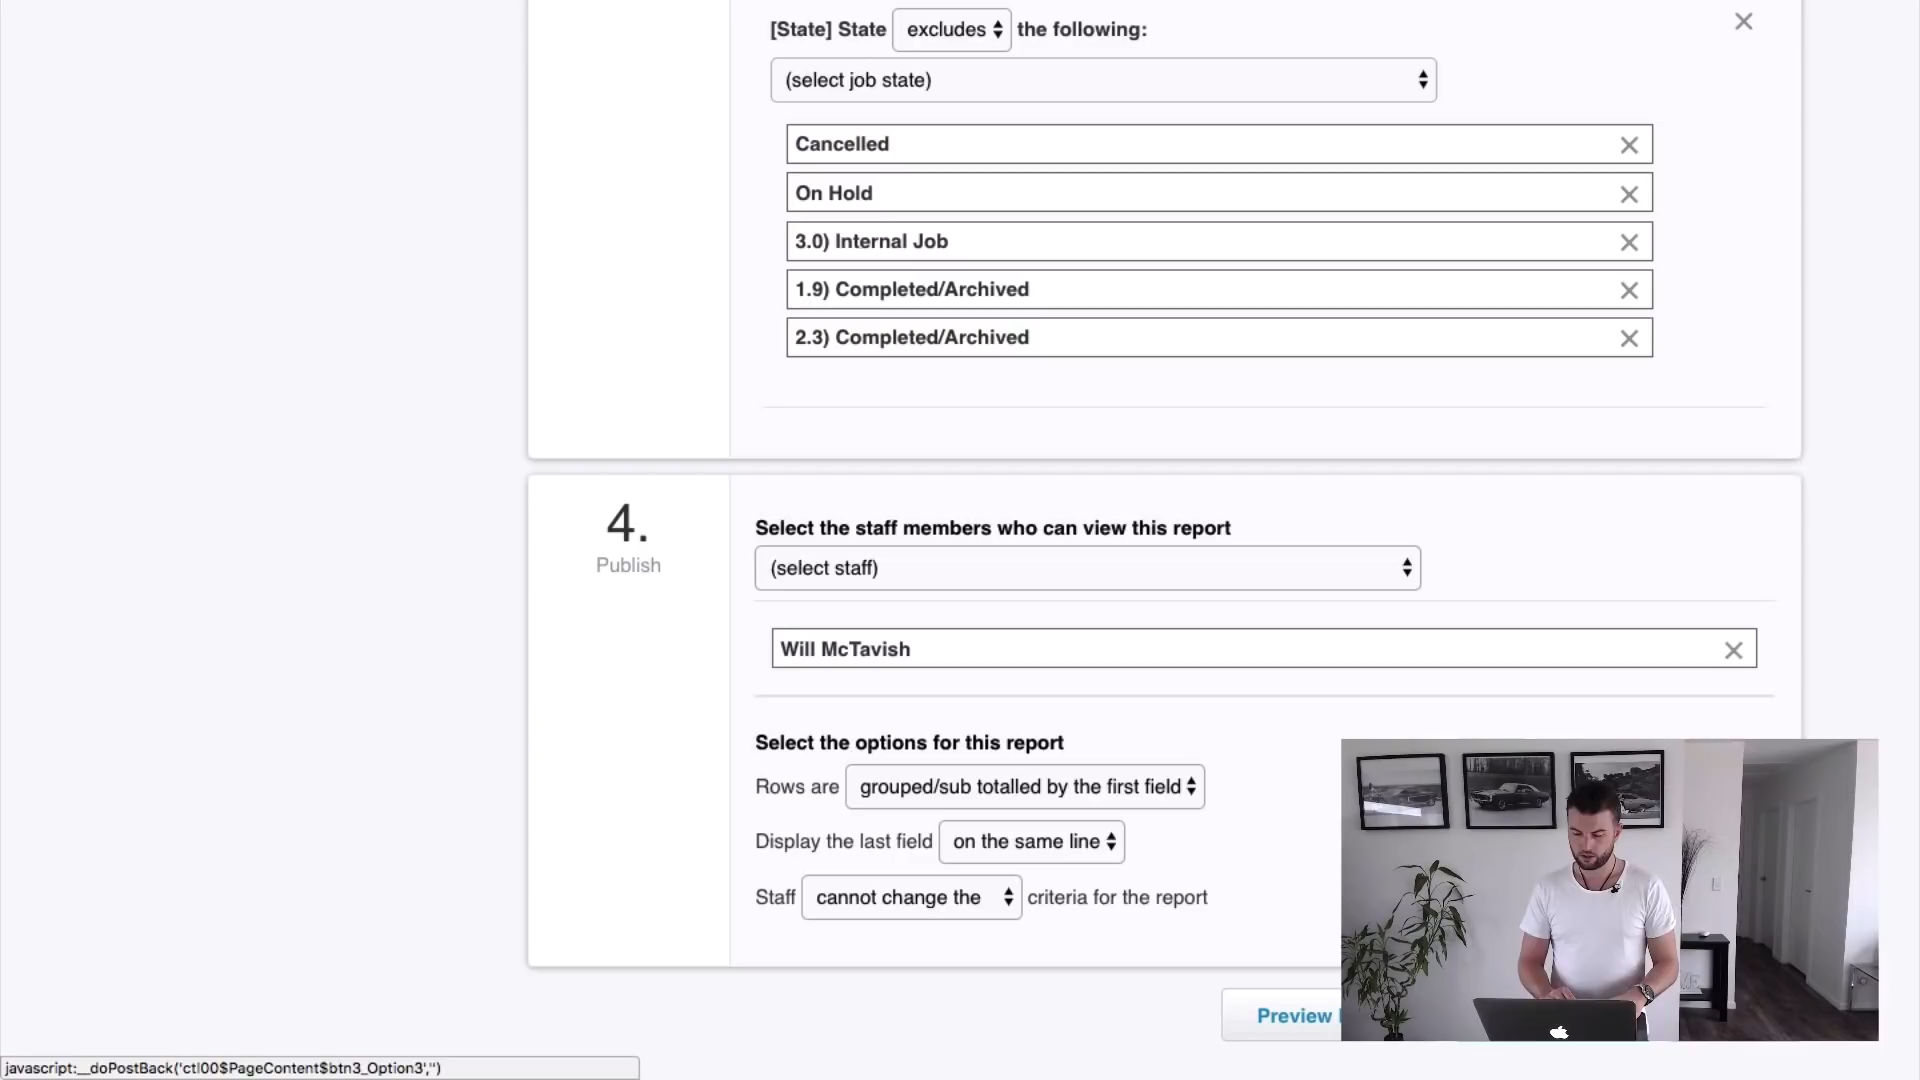 [State] State excludes the following:
(select job state)
Cancelled
On Hold
3.0) Internal Job
1.9) Completed/Archived
2.3) Completed/Archived
4.
Publish
Select the staff members who can view this report
(select staff)
Will McTavish
Select the options for this report
Rows are grouped/sub totalled by the first field
Display the last field on the same line
Staff cannot change the criteria for the report
Preview
javascript:__doPostBack('ctl00$PageContent$btn3_Option3','')